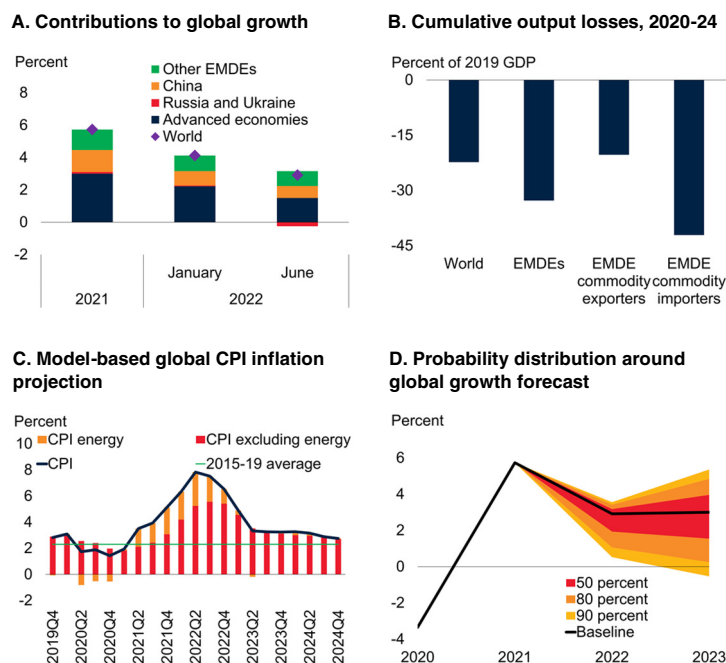 A. Contributions to global growth
Percent
Other EMDEs
China
Russia and Ukraine
Advanced economies
World
8
6
4
2
0
-2
January
June
2021
2022
B. Cumulative output losses, 2020-24
Percent of 2019 GDP
0
-15
-30
-45
World
EMDEs
EMDE
commodity
exporters
EMDE
commodity
importers
C. Model-based global CPI inflation
projection
Percent
10
CPI energy
CPI excluding energy
CPI
2015-19 average
8
6
4
2
0
-2
2019Q4
2020Q2
2020Q4
2021Q2
2021Q4
2022Q2
2022Q4
2023Q2
2023Q4
2024Q2
2024Q4
D. Probability distribution around
global growth forecast
Percent
6
4
2
0
-2
-4
50 percent
80 percent
90 percent
Baseline
2020
2021
2022
2023